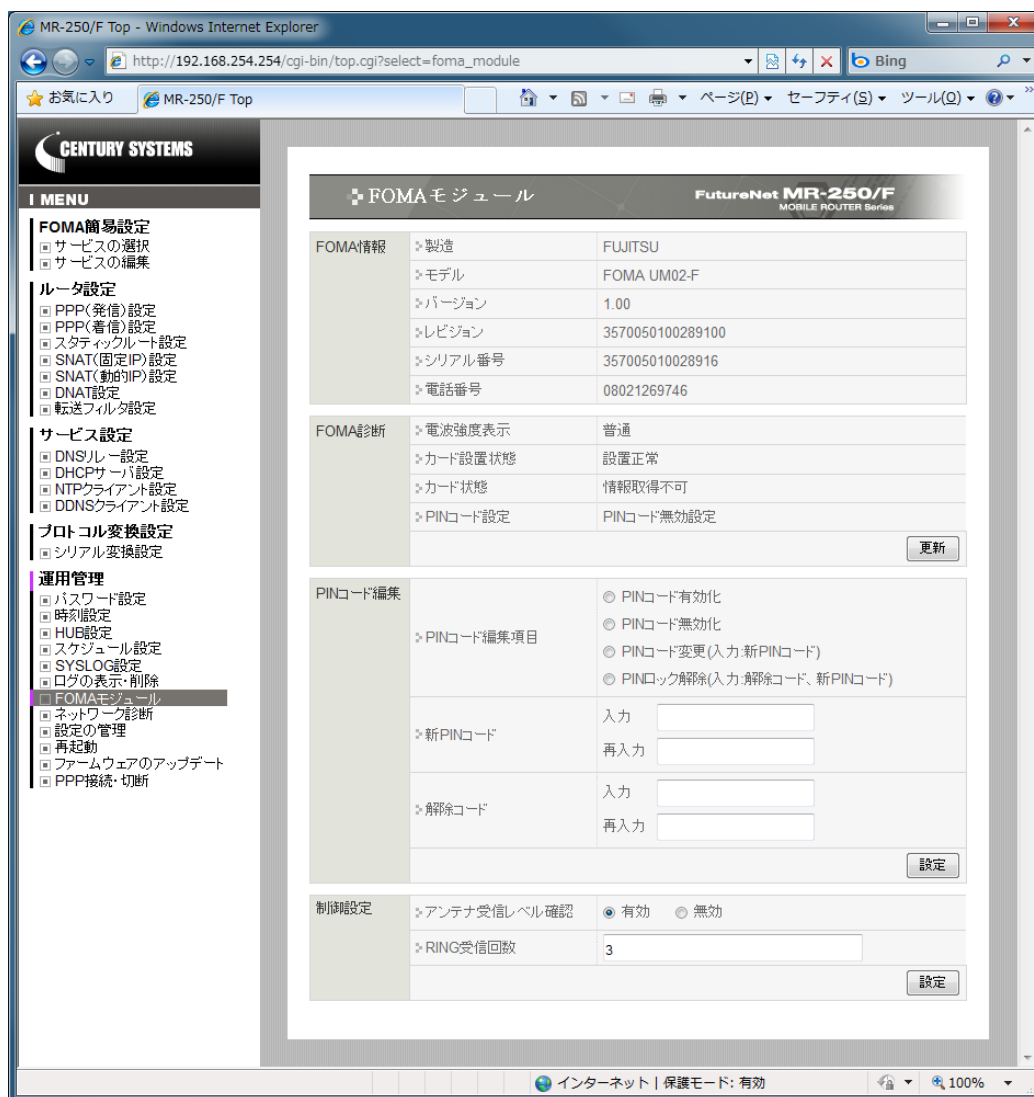 MR-250/F Top - Windows Internet Explorer
http://192.168.254.254/cgi-bin/top.cgi?select=foma_module
Bing
お気に入り
MR-250/F Top
ページ(P)
セーフティ(S)
ツール(O)
CENTURY SYSTEMS
MENU
FOMA簡易設定
サービスの選択
サービスの編集
ルータ設定
PPP(発信)設定
PPP(着信)設定
スタティックルート設定
SNAT(固定IP)設定
SNAT(動的IP)設定
DNAT設定
転送フィルタ設定
サービス設定
DNSリレー設定
DHCPサーバ設定
NTPクライアント設定
DDNSクライアント設定
プロトコル変換設定
シリアル変換設定
運用管理
パスワード設定
時刻設定
HUB設定
スケジュール設定
SYSLOG設定
ログの表示・削除
FOMAモジュール
ネットワーク診断
設定の管理
再起動
ファームウェアのアップデート
PPP接続・切断
FOMAモジュール
FutureNet MR-250/F
MOBILE ROUTER Series
FOMA情報
製造 FUJITSU
モデル FOMA UM02-F
バージョン 1.00
レビジョン 3570050100289100
シリアル番号 357005010028916
電話番号 08021269746
FOMA診断
電波強度表示 普通
カード設置状態 設置正常
カード状態 情報取得不可
PINコード設定 PINコード無効設定
更新
PINコード編集
PINコード編集項目
PINコード有効化
PINコード無効化
PINコード変更(入力:新PINコード)
PINロック解除(入力:解除コード、新PINコード)
新PINコード
入力
再入力
解除コード
入力
再入力
設定
制御設定
アンテナ受信レベル確認 有効 無効
RING受信回数 3
設定
インターネット | 保護モード: 有効
100%